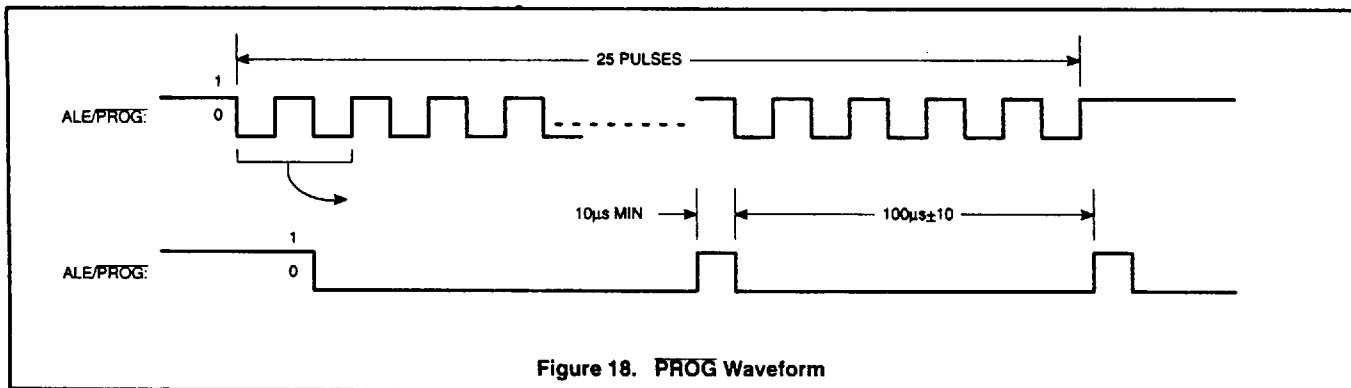 25 PULSES
1
ALE/PROG:
0
10μs MIN
100μs±10
1
ALE/PROG:
0
Figure 18. PROG Waveform